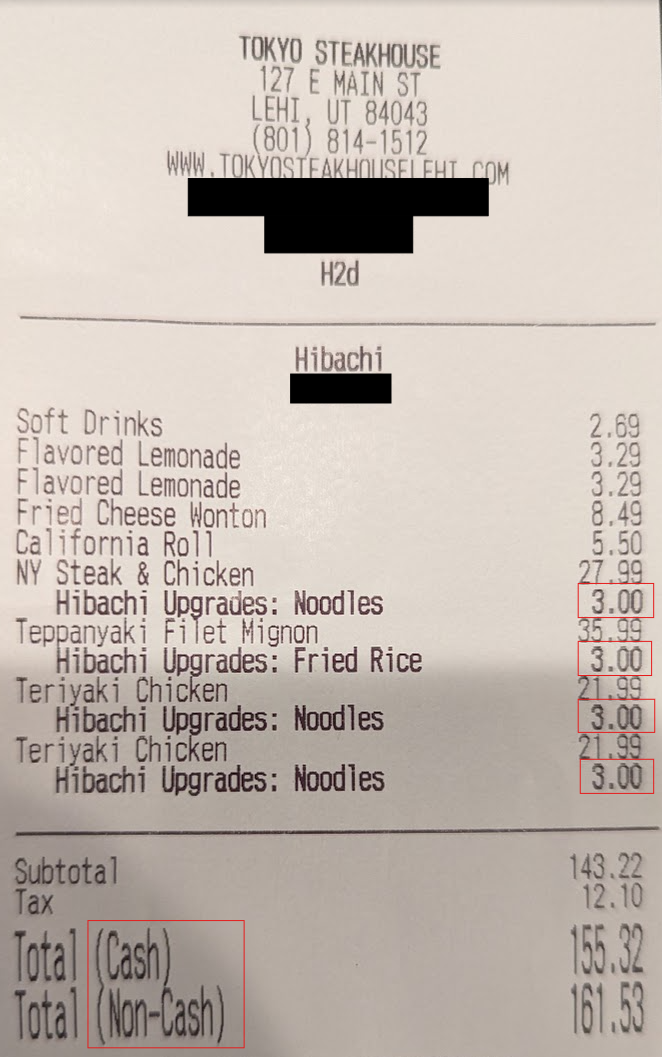 TOKYO STEAKHOUSE
127 E MAIN ST
LEHI, UT 84043
(801) 814-1512
WWW.TOKYOSTEAKHOUSELEHI.COM
H2d
Hibachi
Soft Drinks 2.69
Flavored Lemonade 3.29
Flavored Lemonade 3.29
Fried Cheese Wonton 8.49
California Roll 5.50
NY Steak & Chicken 27.99
Hibachi Upgrades: Noodles 3.00
Teppanyaki Filet Mignon 35.99
Hibachi Upgrades: Fried Rice 3.00
Teriyaki Chicken 21.99
Hibachi Upgrades: Noodles 3.00
Teriyaki Chicken 21.99
Hibachi Upgrades: Noodles 3.00
Subtotal 143.22
Tax 12.10
Total (Cash) 155.32
Total (Non-Cash) 161.53